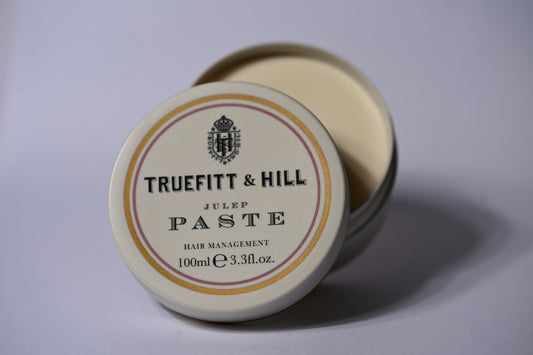 TRUEFITT & HILL
JULEP
PASTE
HAIR MANAGEMENT
100ml ℮ 3.3fl.oz.